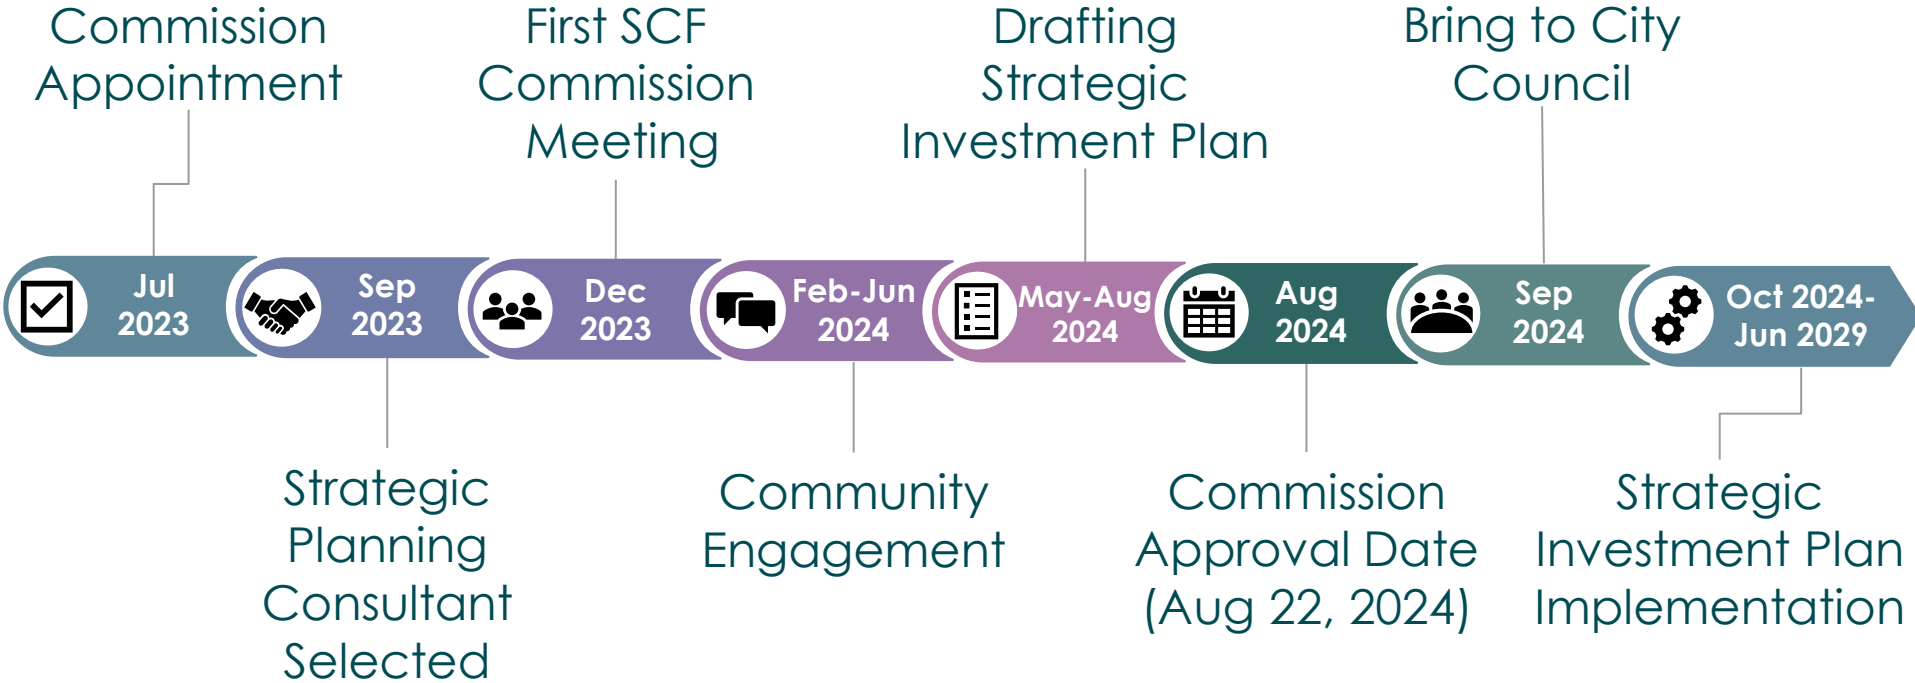 Commission
Appointment
First SCF
Commission
Meeting
Drafting
Strategic
Investment Plan
Bring to City
Council
Jul
2023
Sep
2023
Dec
2023
Feb-Jun
2024
May-Aug
2024
Aug
2024
Sep
2024
Oct 2024-
Jun 2029
Strategic
Planning
Consultant
Selected
Community
Engagement
Commission
Approval Date
(Aug 22, 2024)
Strategic
Investment Plan
Implementation